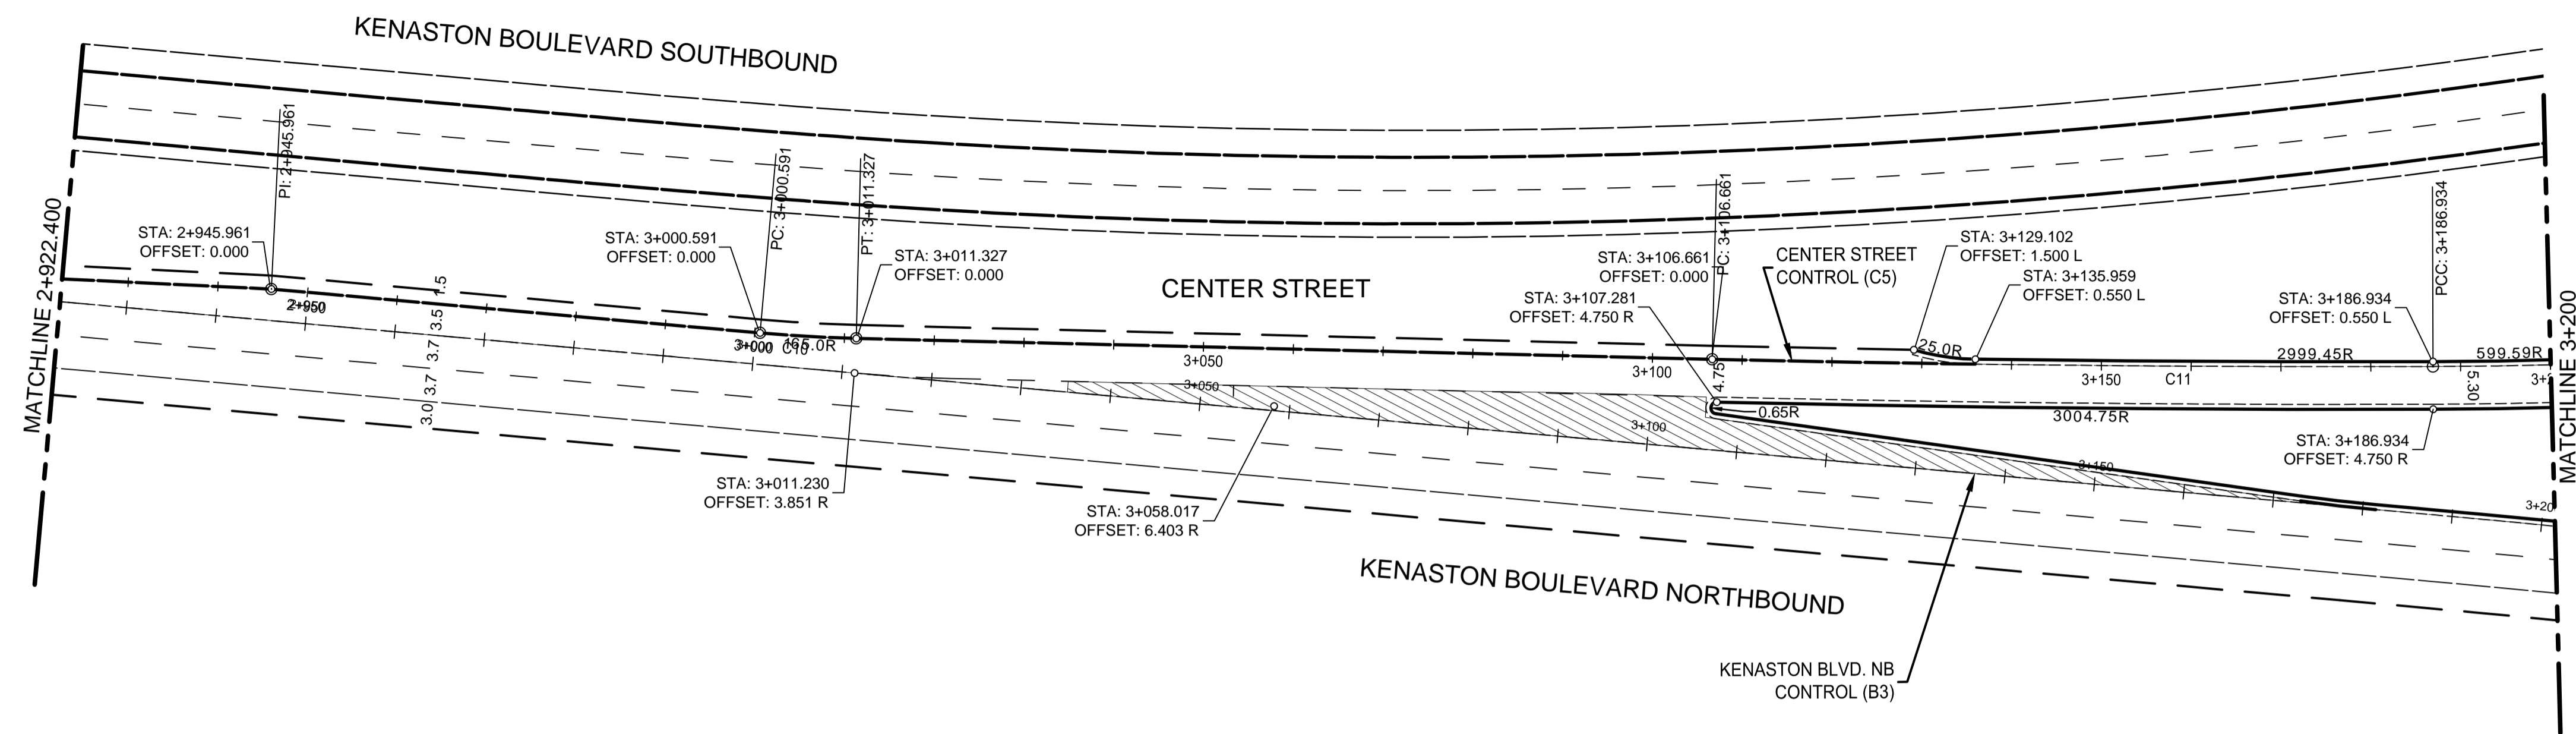 KENASTON BOULEVARD SOUTHBOUND
MATCHLINE 2+922.400
PI: 2+945.961
STA: 2+945.961
OFFSET: 0.000
1.5
3.5
3.7
3.7
3.0
PC: 3+000.591
STA: 3+000.591
OFFSET: 0.000
PT: 3+011.327
STA: 3+011.327
OFFSET: 0.000
165.0R
C10
STA: 3+011.230
OFFSET: 3.851 R
CENTER STREET
3+050
3+050
STA: 3+058.017
OFFSET: 6.403 R
PC: 3+106.661
STA: 3+106.661
OFFSET: 0.000
STA: 3+107.281
OFFSET: 4.750 R
3+100
3+100
4.75
0.65R
CENTER STREET
CONTROL (C5)
STA: 3+129.102
OFFSET: 1.500 L
STA: 3+135.959
OFFSET: 0.550 L
25.0R
3+150
C11
3+150
3004.75R
2999.45R
599.59R
PCC: 3+186.934
STA: 3+186.934
OFFSET: 0.550 L
5.30
STA: 3+186.934
OFFSET: 4.750 R
3+20
MATCHLINE 3+200
KENASTON BOULEVARD NORTHBOUND
KENASTON BLVD. NB
CONTROL (B3)